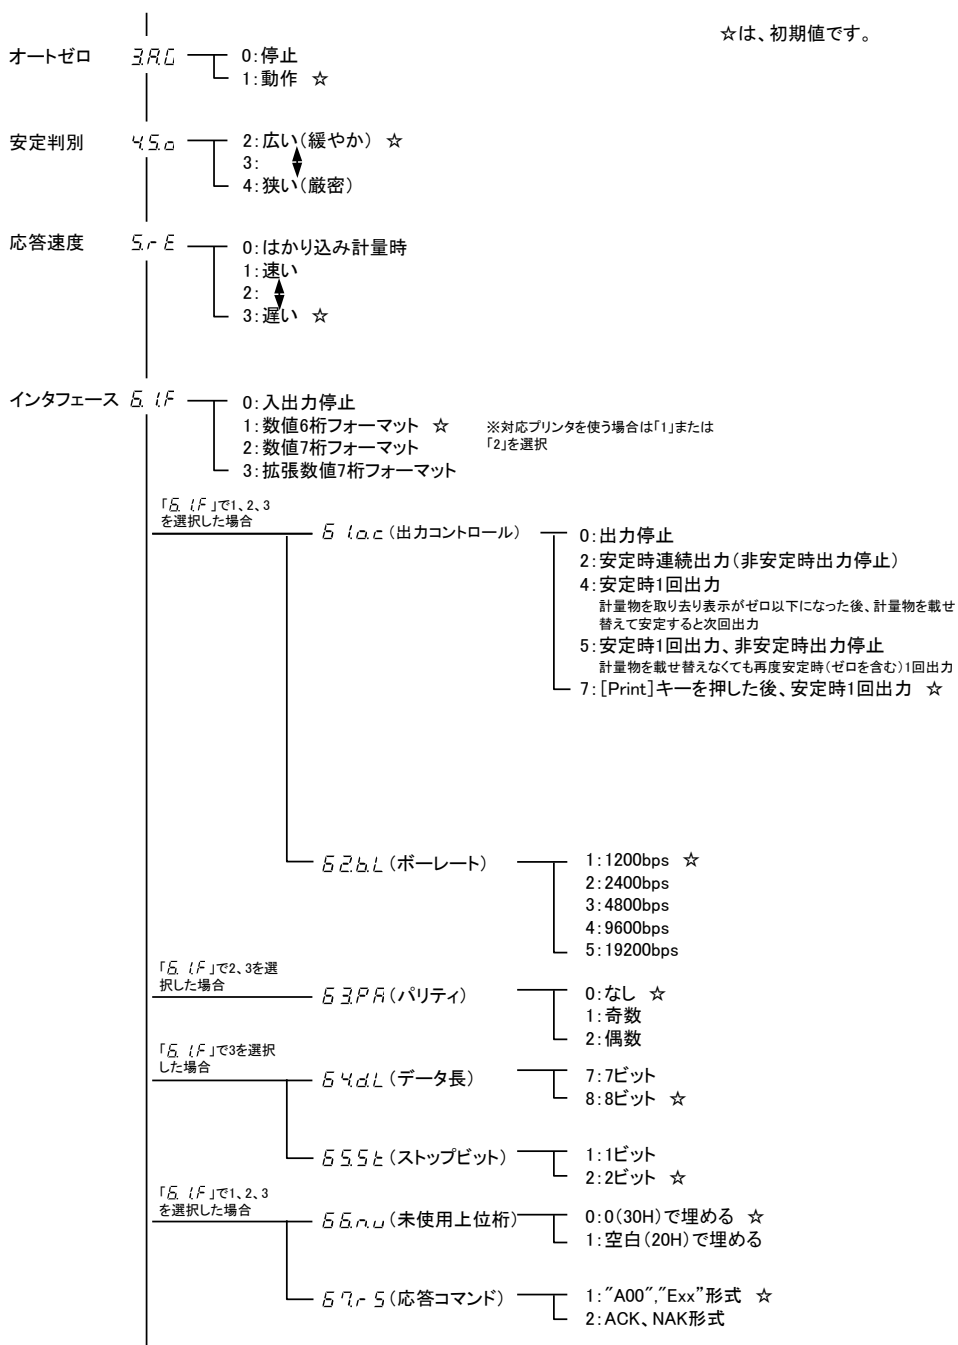 ☆は、初期値です。
オートゼロ 3.A.0 0:停止
1:動作 ☆
安定判別 4.S.o 2:広い(緩やか) ☆
3:
4:狭い(厳密)
応答速度 5.rE 0:はかり込み計量時
1:速い
2:
3:遅い ☆
インタフェース 6.I.F 0:入出力停止
1:数値6桁フォーマット ☆
2:数値7桁フォーマット
3:拡張数値7桁フォーマット
※対応プリンタを使う場合は「1」または
「2」を選択
「6.I.F」で1、2、3
を選択した場合
61.o.c(出力コントロール) 0:出力停止
2:安定時連続出力(非安定時出力停止)
4:安定時1回出力
計量物を取り去り表示がゼロ以下になった後、計量物を載せ
替えて安定すると次回出力
5:安定時1回出力、非安定時出力停止
計量物を載せ替えなくても再度安定時(ゼロを含む)1回出力
7:[Print]キーを押した後、安定時1回出力 ☆
62.b.L(ボーレート) 1:1200bps ☆
2:2400bps
3:4800bps
4:9600bps
5:19200bps
「6.I.F」で2、3を選
択した場合
63.P.A(パリティ) 0:なし ☆
1:奇数
2:偶数
「6.I.F」で3を選択
した場合
64.d.L(データ長) 7:7ビット
8:8ビット ☆
65.S.t(ストップビット) 1:1ビット
2:2ビット ☆
「6.I.F」で1、2、3
を選択した場合
66.n.u(未使用上位桁) 0:0(30H)で埋める ☆
1:空白(20H)で埋める
67.r.S(応答コマンド) 1:"A00","Exx"形式 ☆
2:ACK、NAK形式